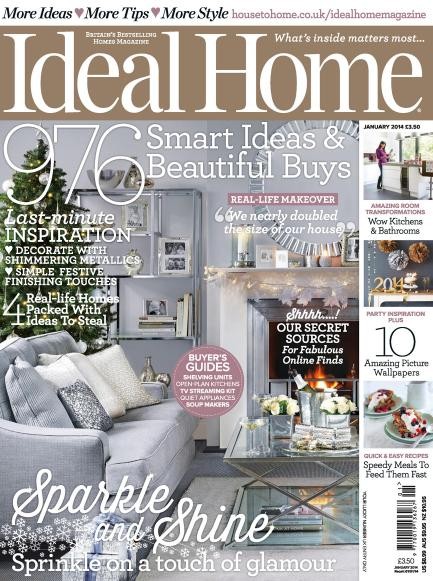 More Ideas ♥ More Tips ♥ More Style housetohome.co.uk/idealhomemagazine
Britain's Bestselling
Homes Magazine
What's inside matters most...
Ideal Home
JANUARY 2014 £3.50
976 Smart Ideas &
Beautiful Buys
REAL-LIFE MAKEOVER
“We nearly doubled
the size of our house”
Last-minute
INSPIRATION
♥ DECORATE WITH
SHIMMERING METALLICS
♥ SIMPLE FESTIVE
FINISHING TOUCHES
4 Real-life Homes
Packed With
Ideas To Steal
Shhhh....!
OUR SECRET
SOURCES
For Fabulous
Online Finds
BUYER'S
GUIDES
SHELVING UNITS
OPEN-PLAN KITCHENS
TV STREAMING KIT
QUIET APPLIANCES
SOUP MAKERS
AMAZING ROOM
TRANSFORMATIONS
Wow Kitchens
& Bathrooms
2014
PARTY INSPIRATION
PLUS
10
Amazing Picture
Wallpapers
QUICK & EASY RECIPES
Speedy Meals To
Feed Them Fast
Sparkle
and Shine
Sprinkle on a touch of glamour
£3.50
JANUARY 2014